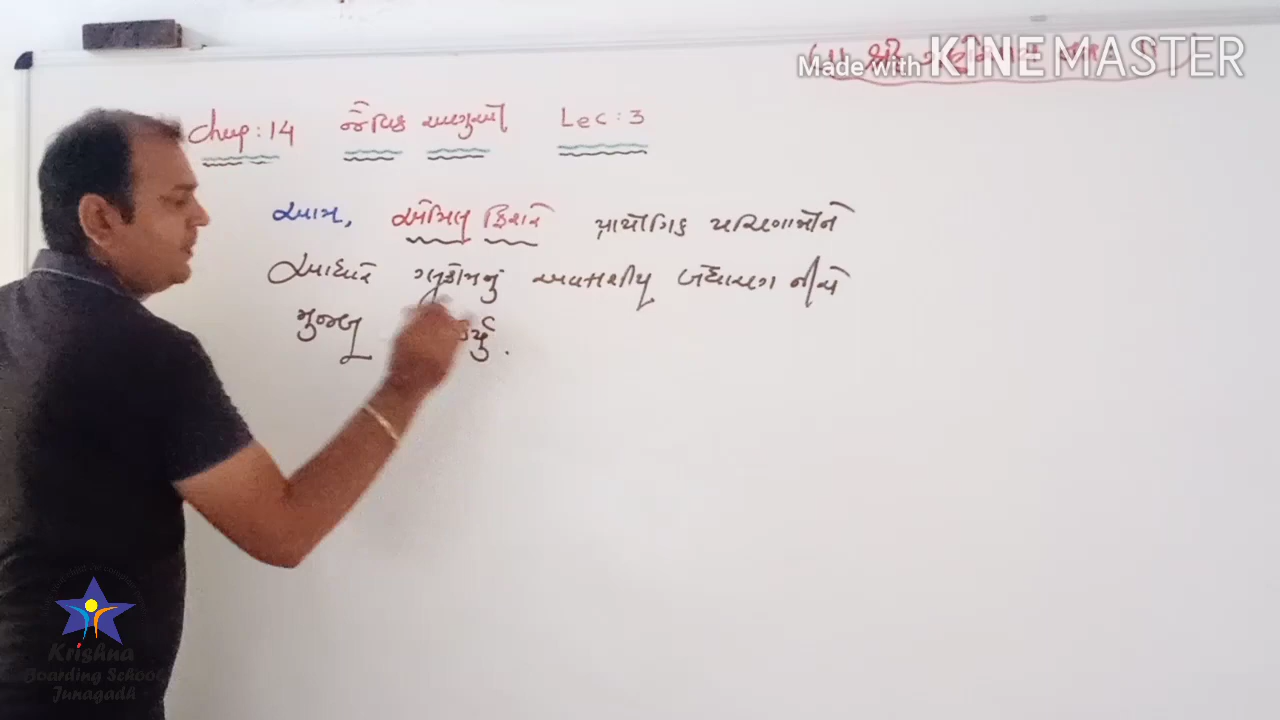 Made with KINEMASTER
Chap : 14 જૈવિક અણુઓ Lec : 3
આમ, એમિલ ફિશરે પ્રાયોગિક પરિણામોને
આધારે ગ્લુકોઝનું અવકાશીય બંધારણ નીચે
મુજબ કર્યું.
Krishna
Boarding School
Junagadh